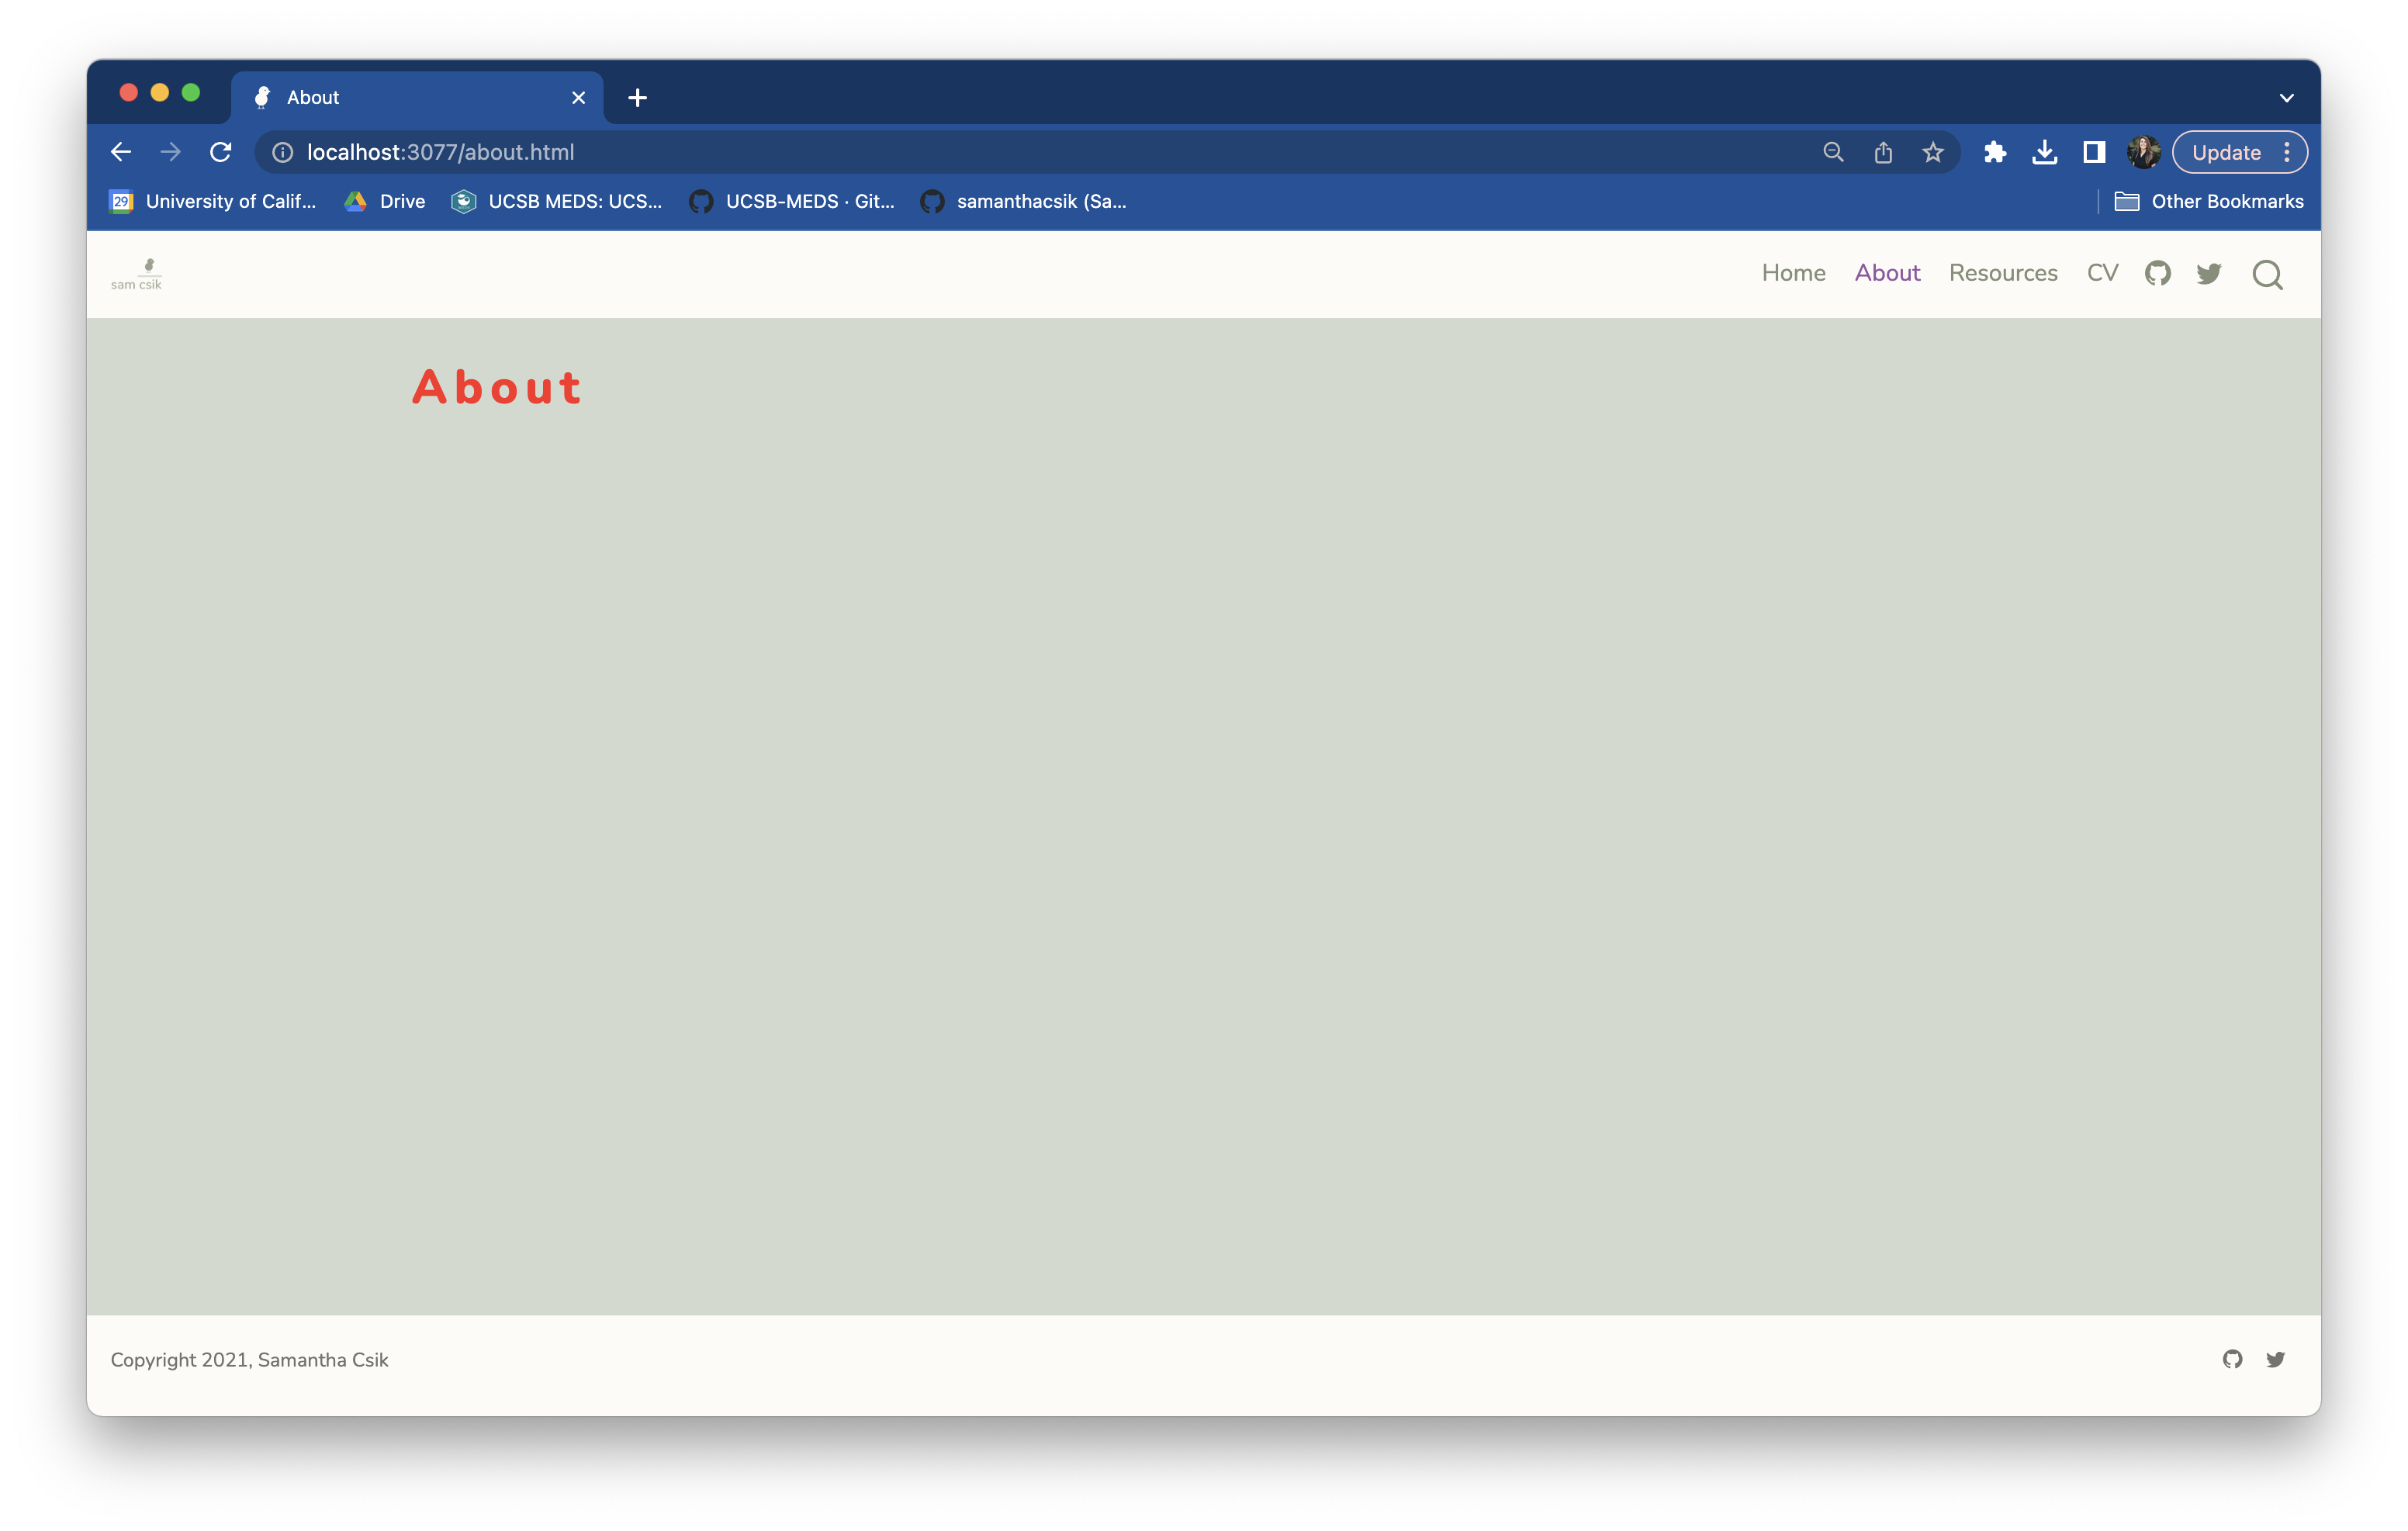 About
localhost:3077/about.html
Update
29 University of Calif...
Drive
UCSB MEDS: UCS...
UCSB-MEDS · Git...
samanthacsik (Sa...
Other Bookmarks
sam csik
Home
About
Resources
CV
About
Copyright 2021, Samantha Csik